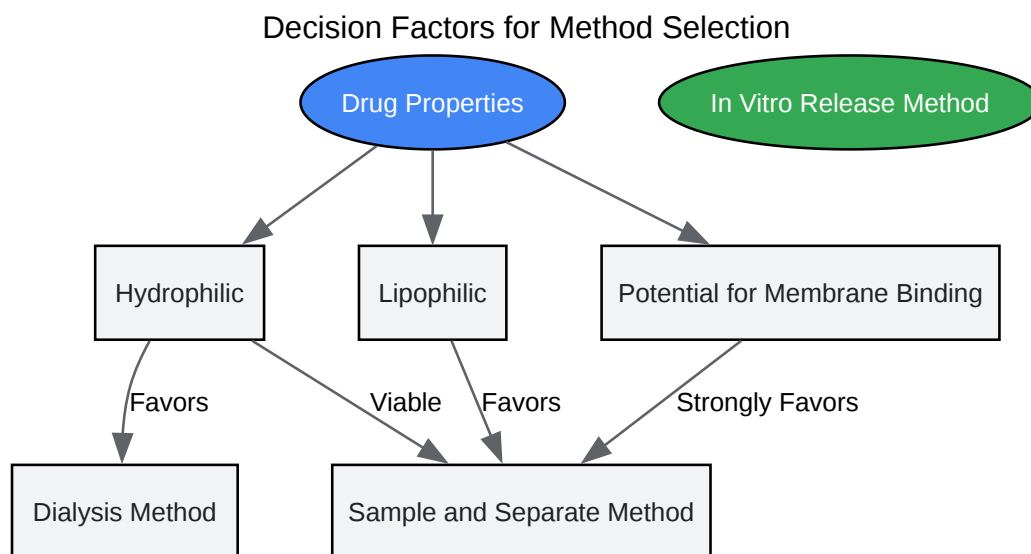 Decision Factors for Method Selection
Drug Properties
In Vitro Release Method
Hydrophilic
Lipophilic
Potential for Membrane Binding
Favors
Viable
Favors
Strongly Favors
Dialysis Method
Sample and Separate Method